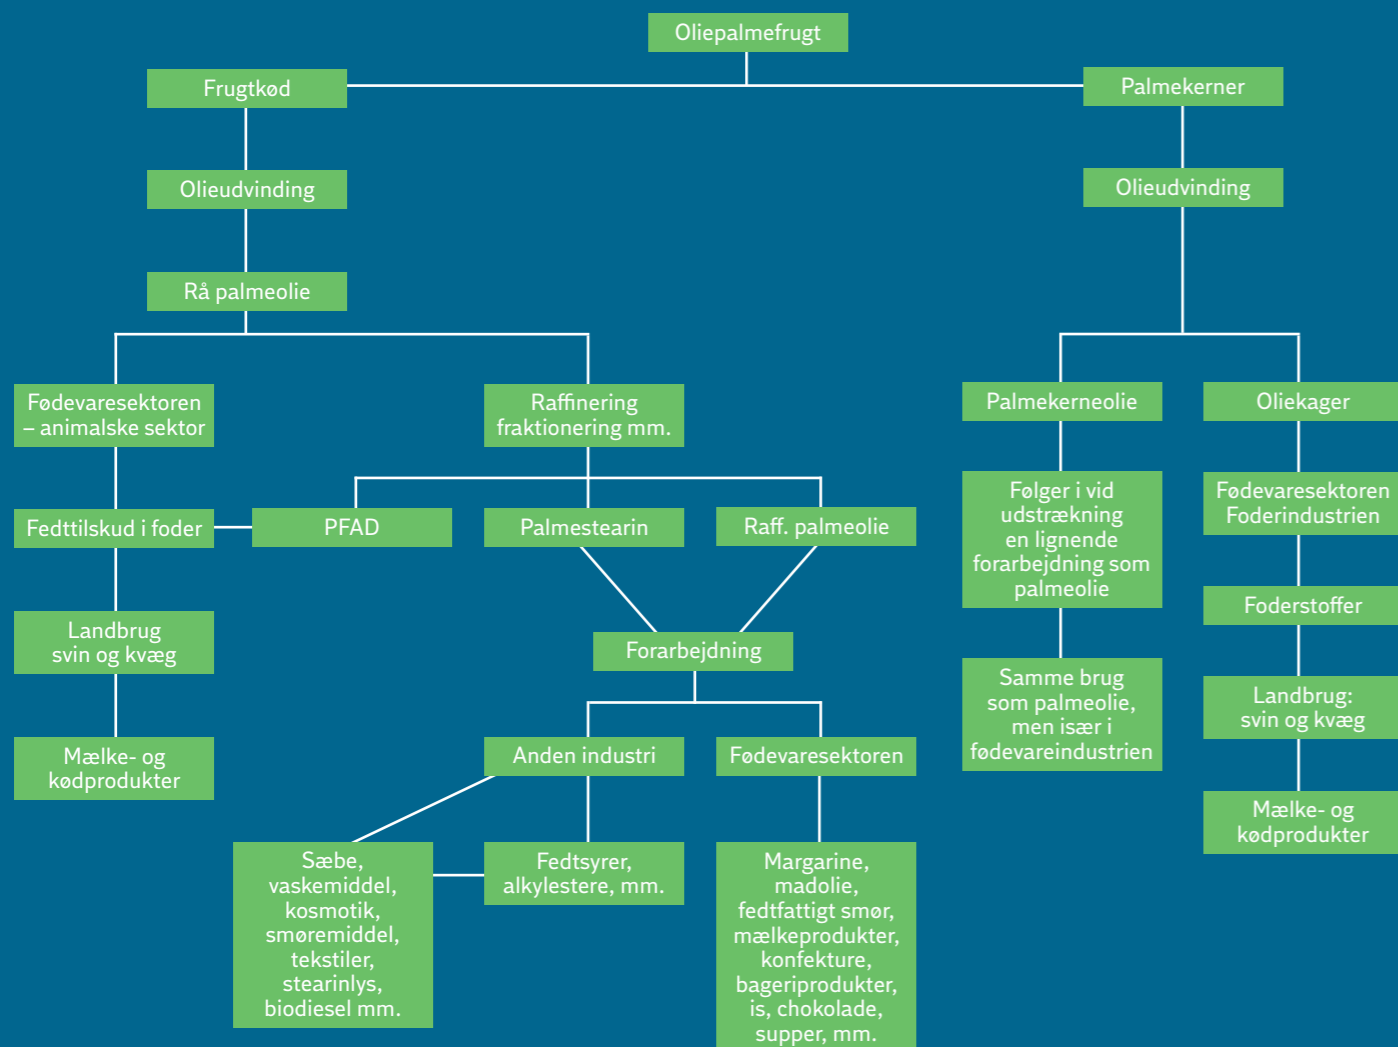 Oliepalmefrugt
Frugtkød
Palmekerner
Olieudvinding
Olieudvinding
Rå palmeolie
Fødevaresektoren
– animalske sektor
Raffinering
fraktionering mm.
Palmekerneolie
Oliekager
Fedttilskud i foder
PFAD
Palmestearin
Raff. palmeolie
Følger i vid
udstrækning
en lignende
forarbejdning som
palmeolie
Fødevaresektoren
Foderindustrien
Landbrug
svin og kvæg
Forarbejdning
Foderstoffer
Samme brug
som palmeolie,
men især i
fødevareindustrien
Landbrug:
svin og kvæg
Mælke- og
kødprodukter
Anden industri
Fødevaresektoren
Mælke- og
kødprodukter
Sæbe,
vaskemiddel,
kosmotik,
smøremiddel,
tekstiler,
stearinlys,
biodiesel mm.
Fedtsyrer,
alkylestere, mm.
Margarine,
madolie,
fedtfattigt smør,
mælkeprodukter,
konfekture,
bageriprodukter,
is, chokolade,
supper, mm.